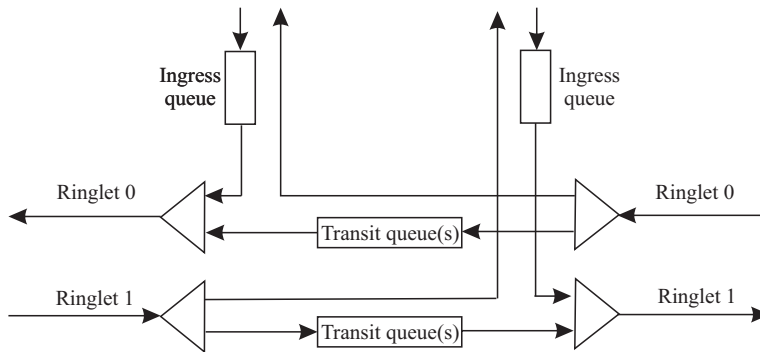 Ingress
queue
Ingress
queue
Ringlet 0
Ringlet 0
Transit queue(s)
Ringlet 1
Ringlet 1
Transit queue(s)